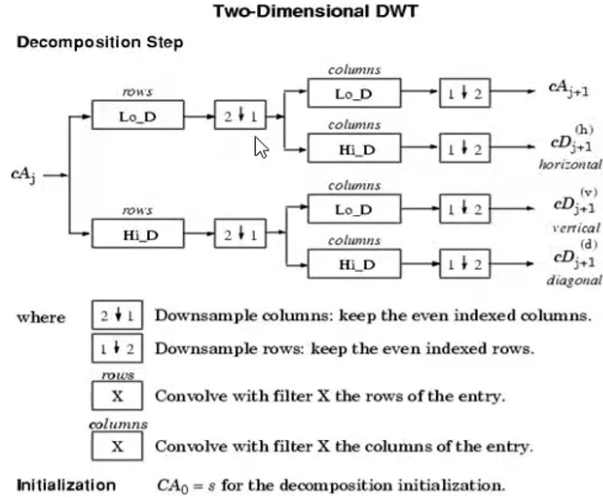 Two-Dimensional DWT
Decomposition Step
rows
Lo_D
2 ↓ 1
columns
Lo_D
1 ↓ 2
cAj+1
columns
Hi_D
1 ↓ 2
cDj+1(h)
horizontal
cAj
rows
Hi_D
2 ↓ 1
columns
Lo_D
1 ↓ 2
cDj+1(v)
vertical
columns
Hi_D
1 ↓ 2
cDj+1(d)
diagonal
where
2 ↓ 1 Downsample columns: keep the even indexed columns.
1 ↓ 2 Downsample rows: keep the even indexed rows.
rows
X Convolve with filter X the rows of the entry.
columns
X Convolve with filter X the columns of the entry.
Initialization CA0 = s for the decomposition initialization.